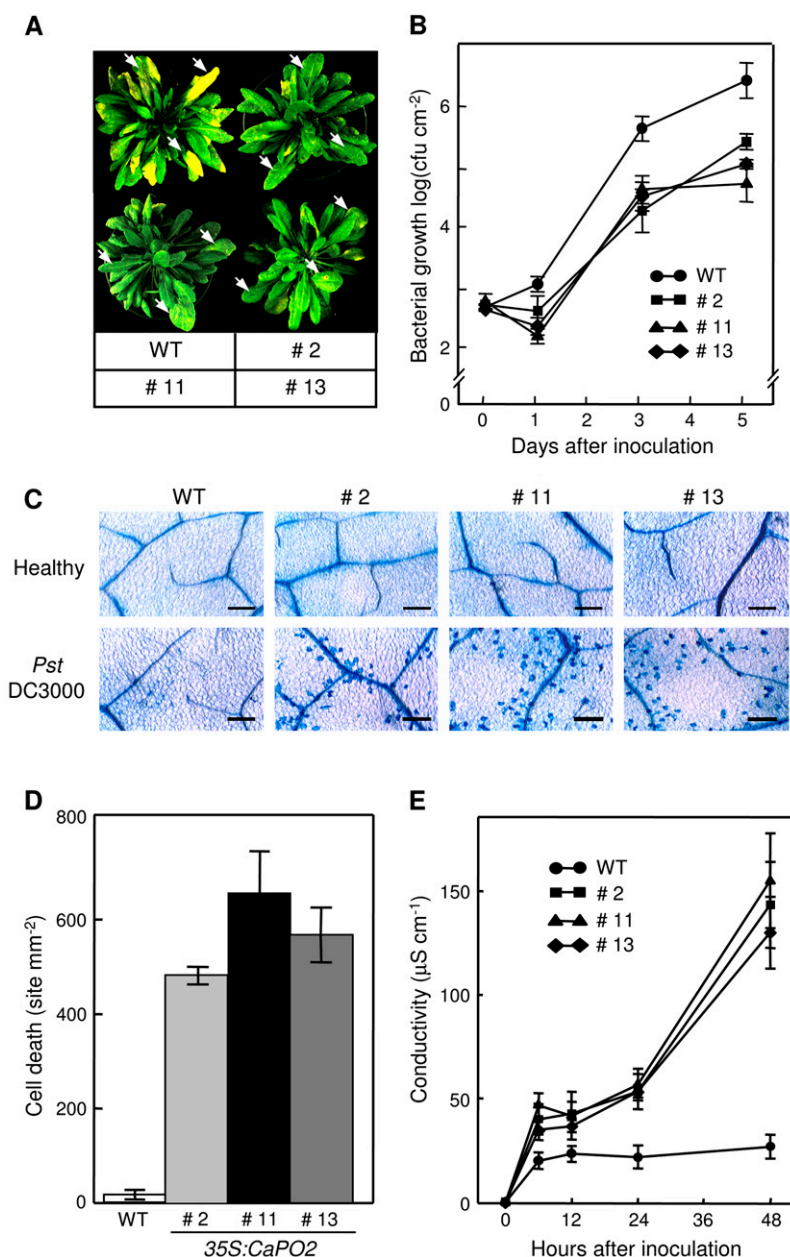 A
WT # 2
# 11 # 13
B
Bacterial growth log(cfu cm-2)
6
4
2
0
WT
# 2
# 11
# 13
0 1 2 3 4 5
Days after inoculation
C
WT # 2 # 11 # 13
Healthy
Pst
DC3000
D
Cell death (site mm-2)
800
600
400
200
0
WT # 2 # 11 # 13
35S:CaPO2
E
Conductivity (µS cm-1)
150
100
50
0
WT
# 2
# 11
# 13
0 12 24 36 48
Hours after inoculation